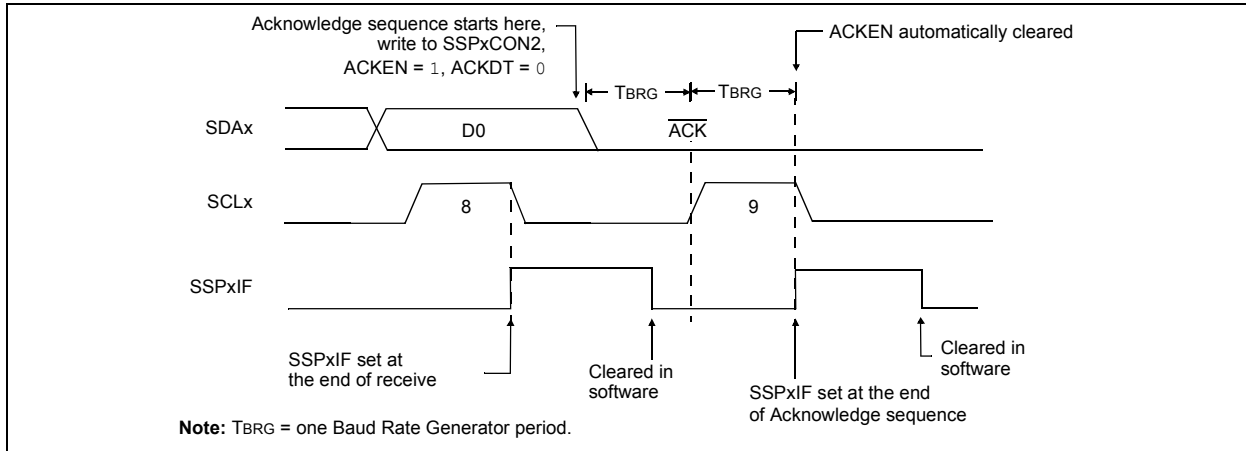 Acknowledge sequence starts here,
write to SSPxCON2,
ACKEN = 1, ACKDT = 0
ACKEN automatically cleared
TBRG
TBRG
SDAx
D0
ACK
SCLx
8
9
SSPxIF
SSPxIF set at
the end of receive
Cleared in
software
SSPxIF set at the end
of Acknowledge sequence
Cleared in
software
Note: TBRG = one Baud Rate Generator period.